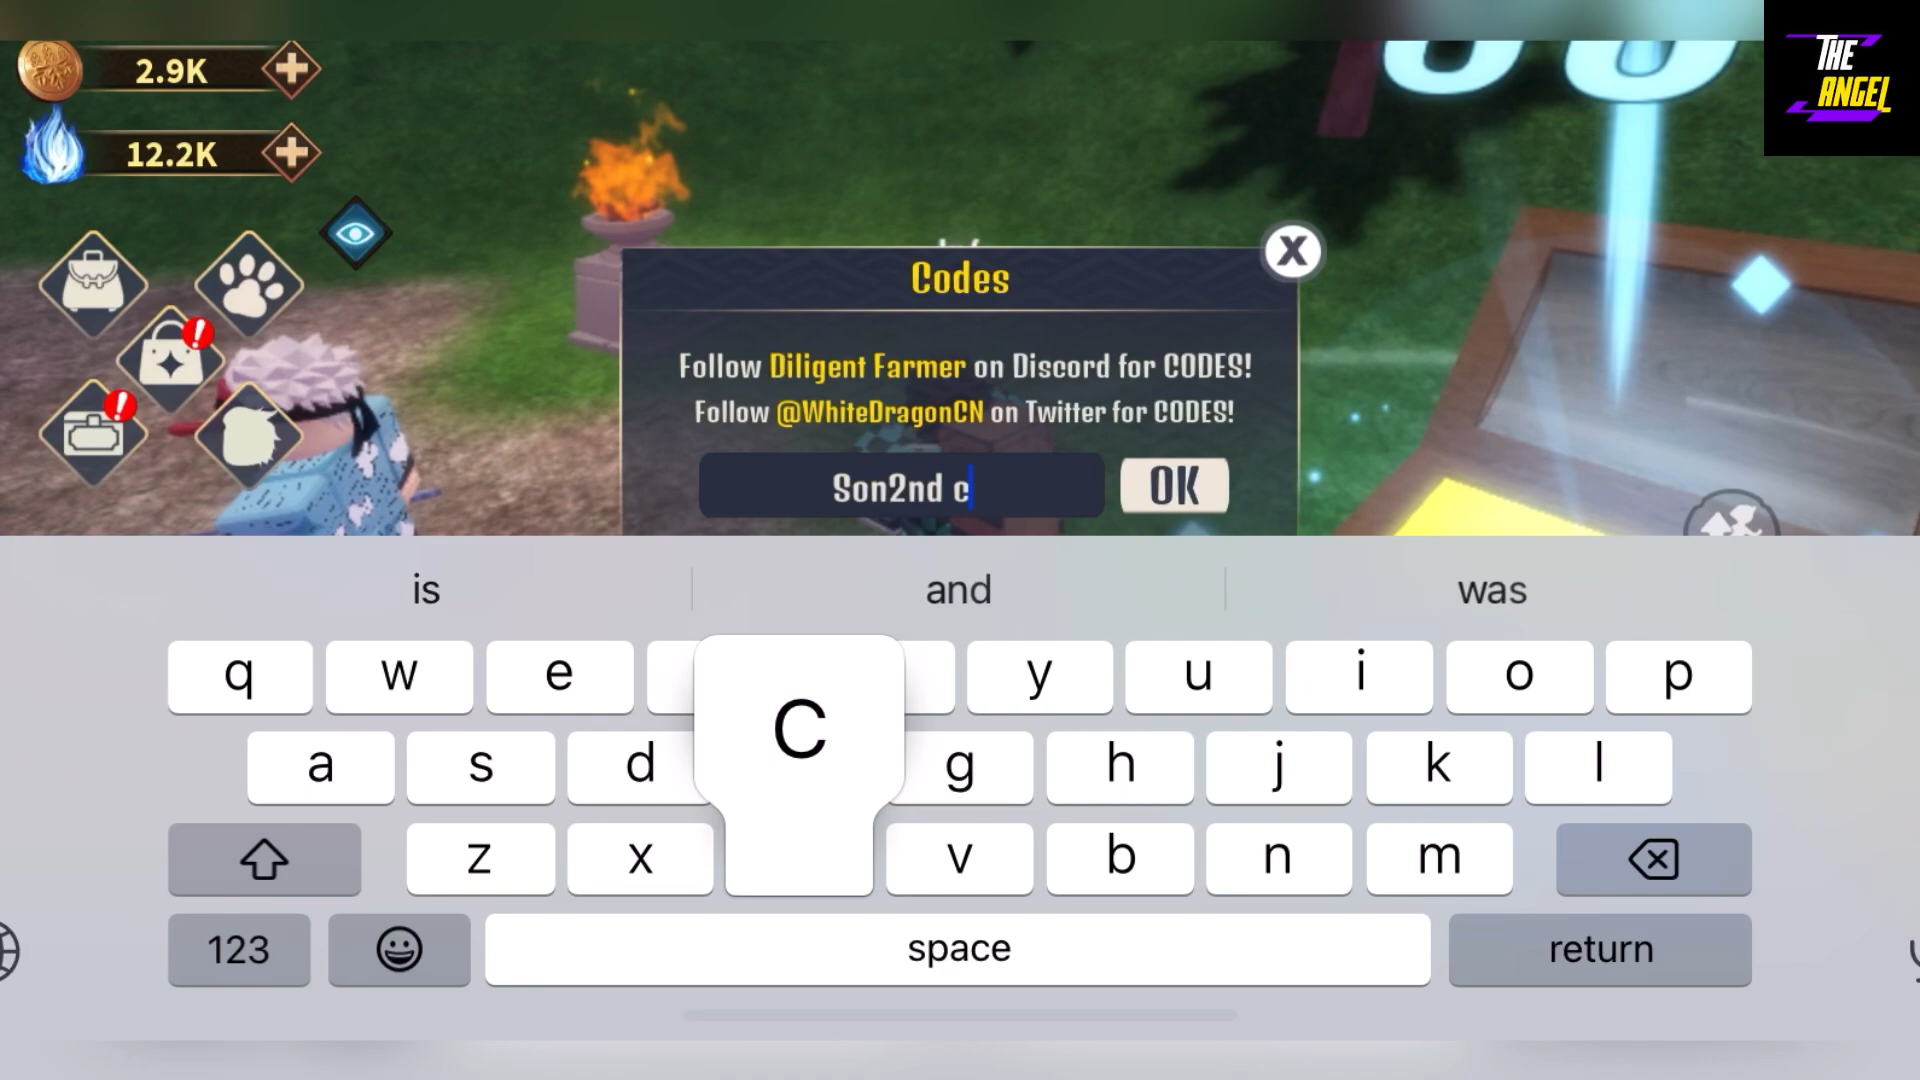 THE
ANGEL
2.9K
12.2K
Codes
X
Follow Diligent Farmer on Discord for CODES!
Follow @WhiteDragonCN on Twitter for CODES!
Son2nd c
OK
is and was
q w e y u i o p
C
a s d g h j k l
z x v b n m
123 space return